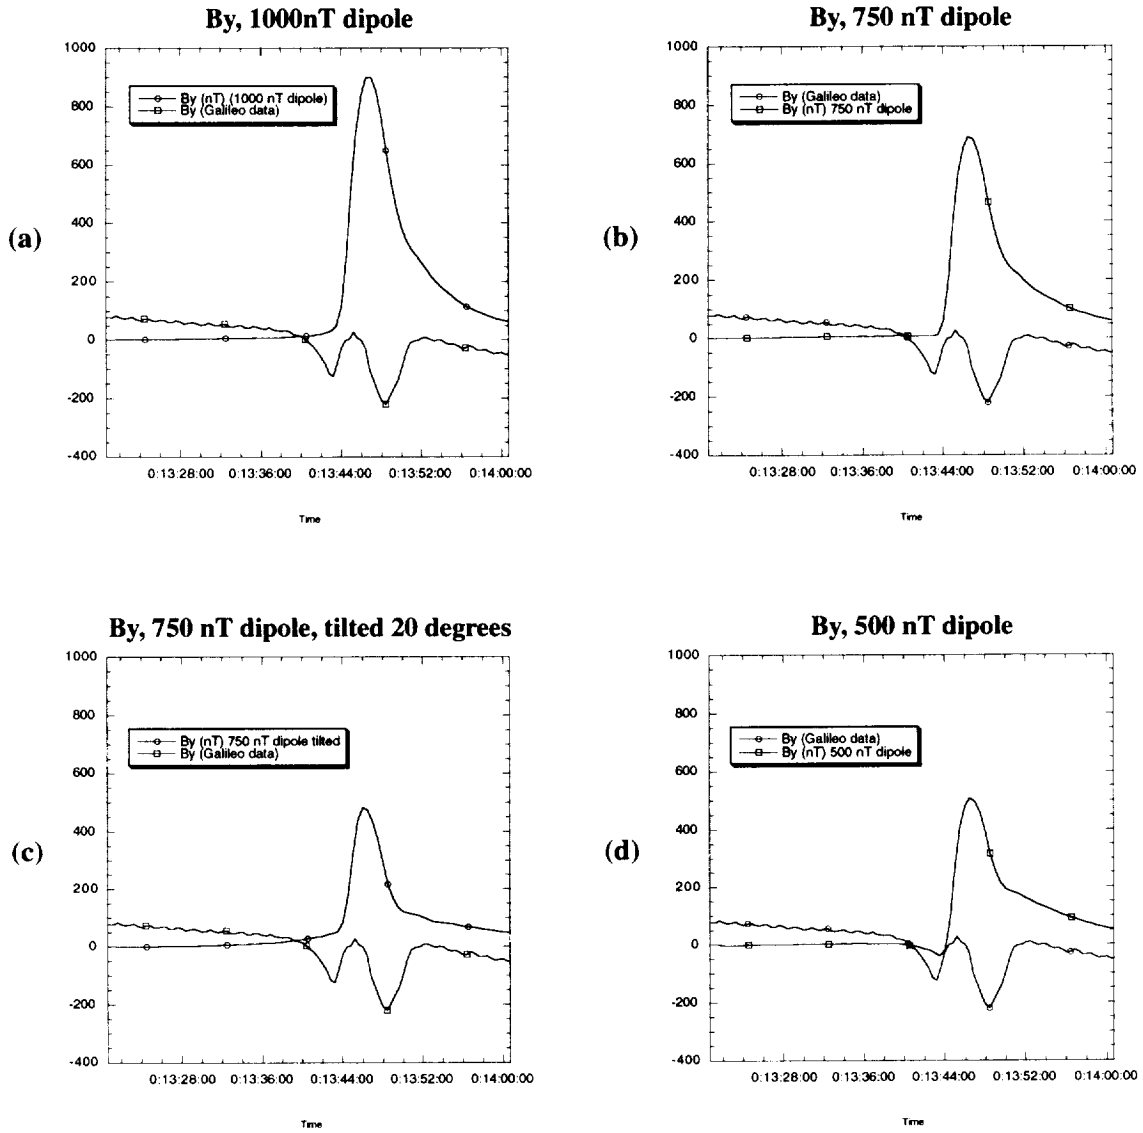 By, 1000nT dipole
1000
800
600
400
200
0
-200
-400
By (nT) (1000 nT dipole)
By (Galileo data)
(a)
0:13:28:00 0:13:36:00 0:13:44:00 0:13:52:00 0:14:00:00
Time
By, 750 nT dipole
1000
800
600
400
200
0
-200
-400
By (Galileo data)
By (nT) 750 nT dipole
(b)
0:13:28:00 0:13:36:00 0:13:44:00 0:13:52:00 0:14:00:00
Time
By, 750 nT dipole, tilted 20 degrees
1000
800
600
400
200
0
-200
-400
By (nT) 750 nT dipole tilted
By (Galileo data)
(c)
0:13:28:00 0:13:36:00 0:13:44:00 0:13:52:00 0:14:00:00
Time
By, 500 nT dipole
1000
800
600
400
200
0
-200
-400
By (Galileo data)
By (nT) 500 nT dipole
(d)
0:13:28:00 0:13:36:00 0:13:44:00 0:13:52:00 0:14:00:00
Time